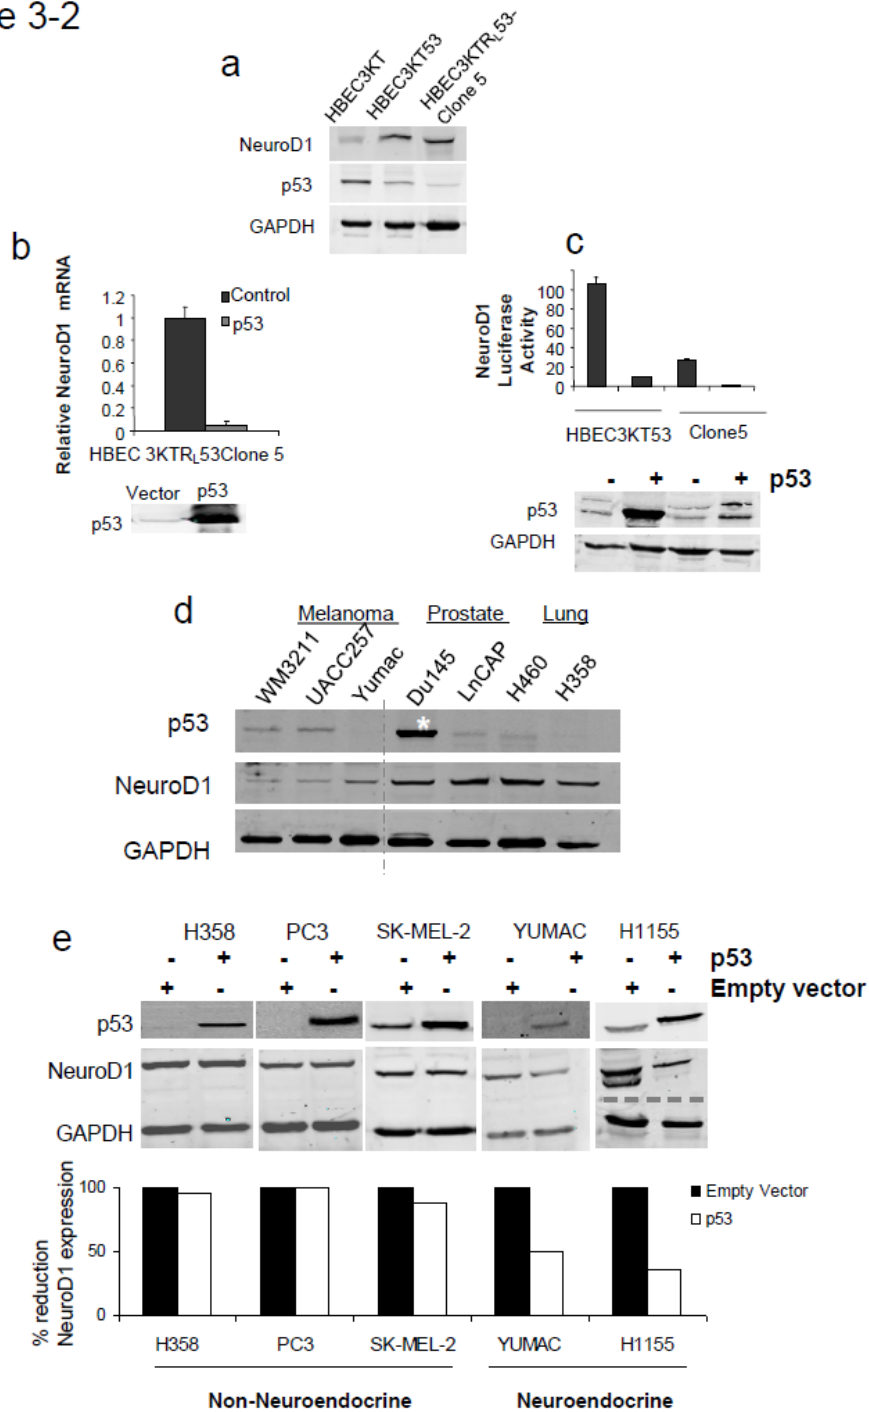 e 3-2
a
HBEC3KT
HBEC3KT53
HBEC3KTRL53-
Clone 5
NeuroD1
p53
GAPDH
b
Relative NeuroD1 mRNA
1.2
1
0.8
0.6
0.4
0.2
0
Control
p53
HBEC 3KTRL53Clone 5
Vector p53
p53
c
NeuroD1
Luciferase
Activity
100
80
60
40
20
0
HBEC3KT53 Clone5
- + - + p53
p53
GAPDH
d
Melanoma Prostate Lung
WM3211 UACC257 Yumac Du145 LnCAP H460 H358
p53
*
NeuroD1
GAPDH
e
H358 PC3 SK-MEL-2 YUMAC H1155
- + - + - + - + - + p53
+ - + - + - + - + - Empty vector
p53
NeuroD1
GAPDH
% reduction
NeuroD1 expression
100
50
0
Empty Vector
p53
H358 PC3 SK-MEL-2 YUMAC H1155
Non-Neuroendocrine Neuroendocrine